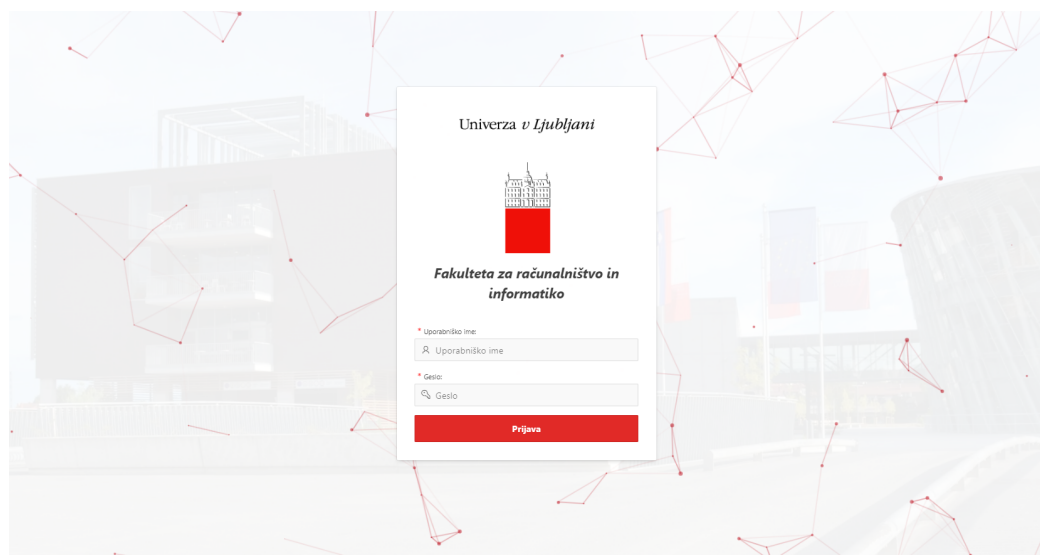 Univerza v Ljubljani
Fakulteta za računalništvo in
informatiko
* Uporabniško ime:
Uporabniško ime
* Geslo:
Geslo
Prijava